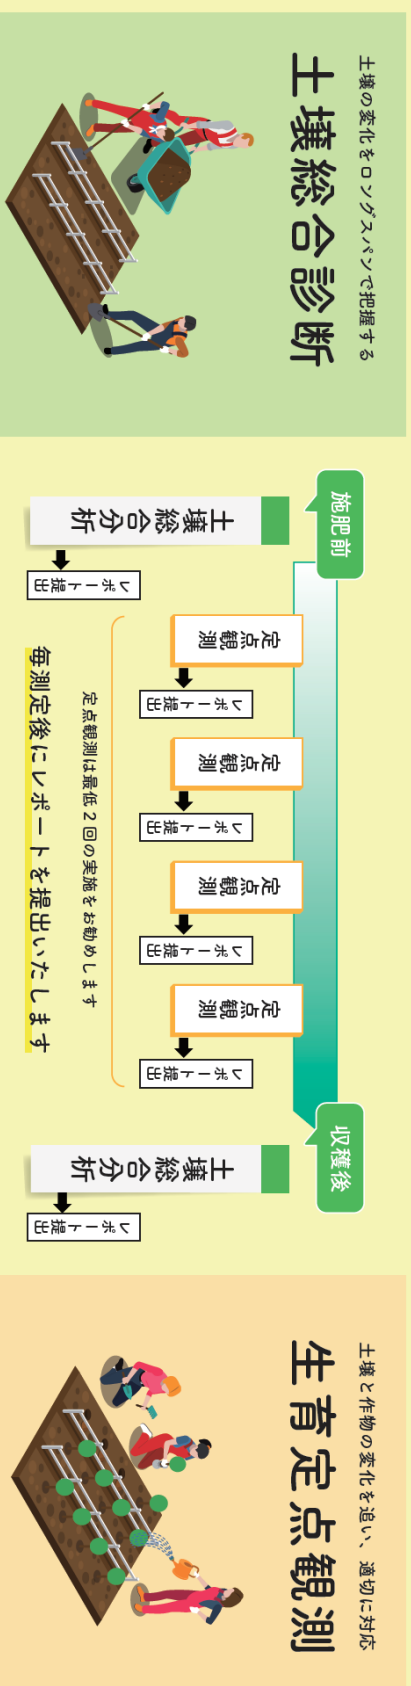 土壌の変化をロングスパンで把握する
土壌総合診断
施肥前
土壌総合分析
レポート提出
定点観測
レポート提出
定点観測
レポート提出
定点観測
レポート提出
定点観測
レポート提出
定点観測は最低2回の実施をお勧めします
毎測定後にレポートを提出いたします
収穫後
土壌総合分析
レポート提出
土壌と作物の変化を追い、適切に対応
生育定点観測